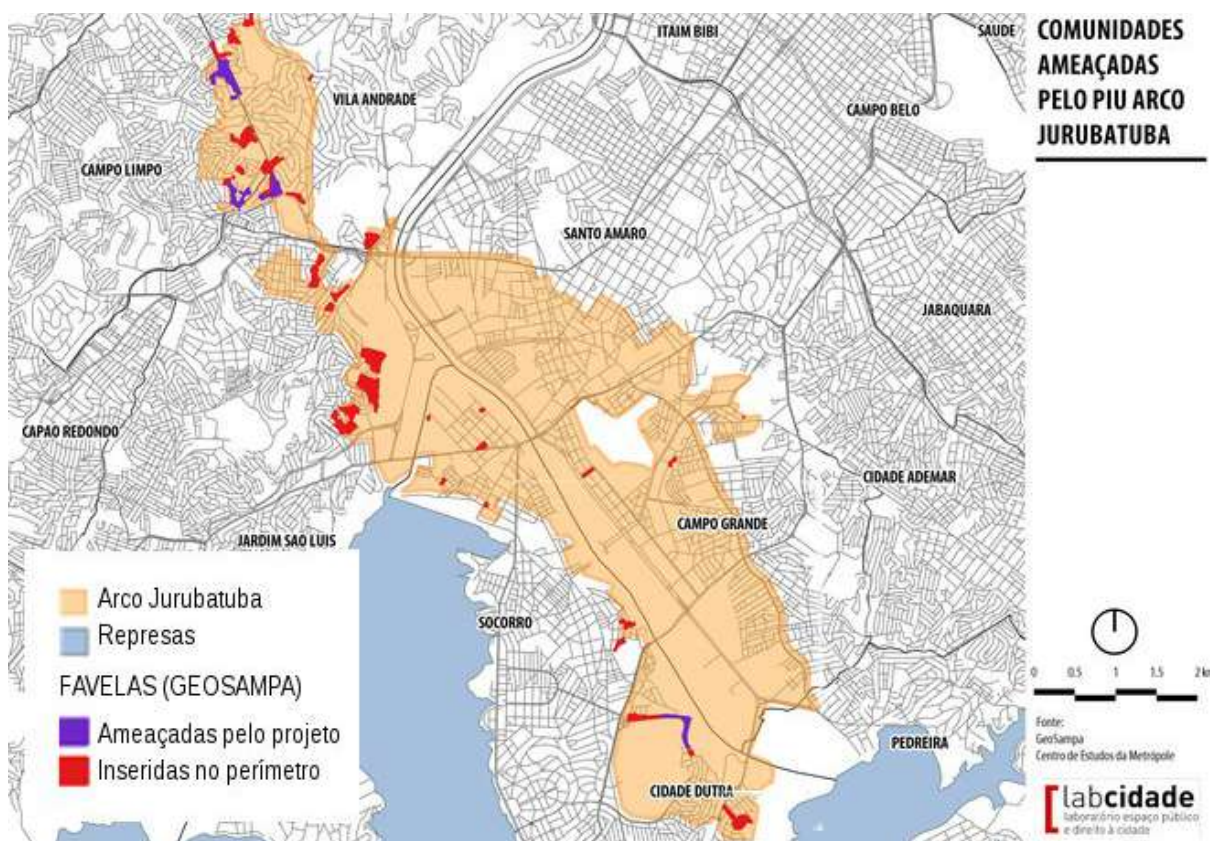 COMUNIDADES
AMEAÇADAS
PELO PIU ARCO
JURUBATUBA
ITAIM BIBI
SAUDE
VILA ANDRADE
CAMPO BELO
CAMPO LIMPO
SANTO AMARO
JABAQUARA
CAPAO REDONDO
CIDADE ADEMAR
CAMPO GRANDE
JARDIM SAO LUIS
SOCORRO
PEDREIRA
CIDADE DUTRA
Arco Jurubatuba
Represas
FAVELAS (GEOSAMPA)
Ameaçadas pelo projeto
Inseridas no perímetro
0 0.5 1 1.5 2 km
Fonte:
GeoSampa
Centro de Estudos da Metrópole
labcidade
laboratório espaço público
e direito à cidade